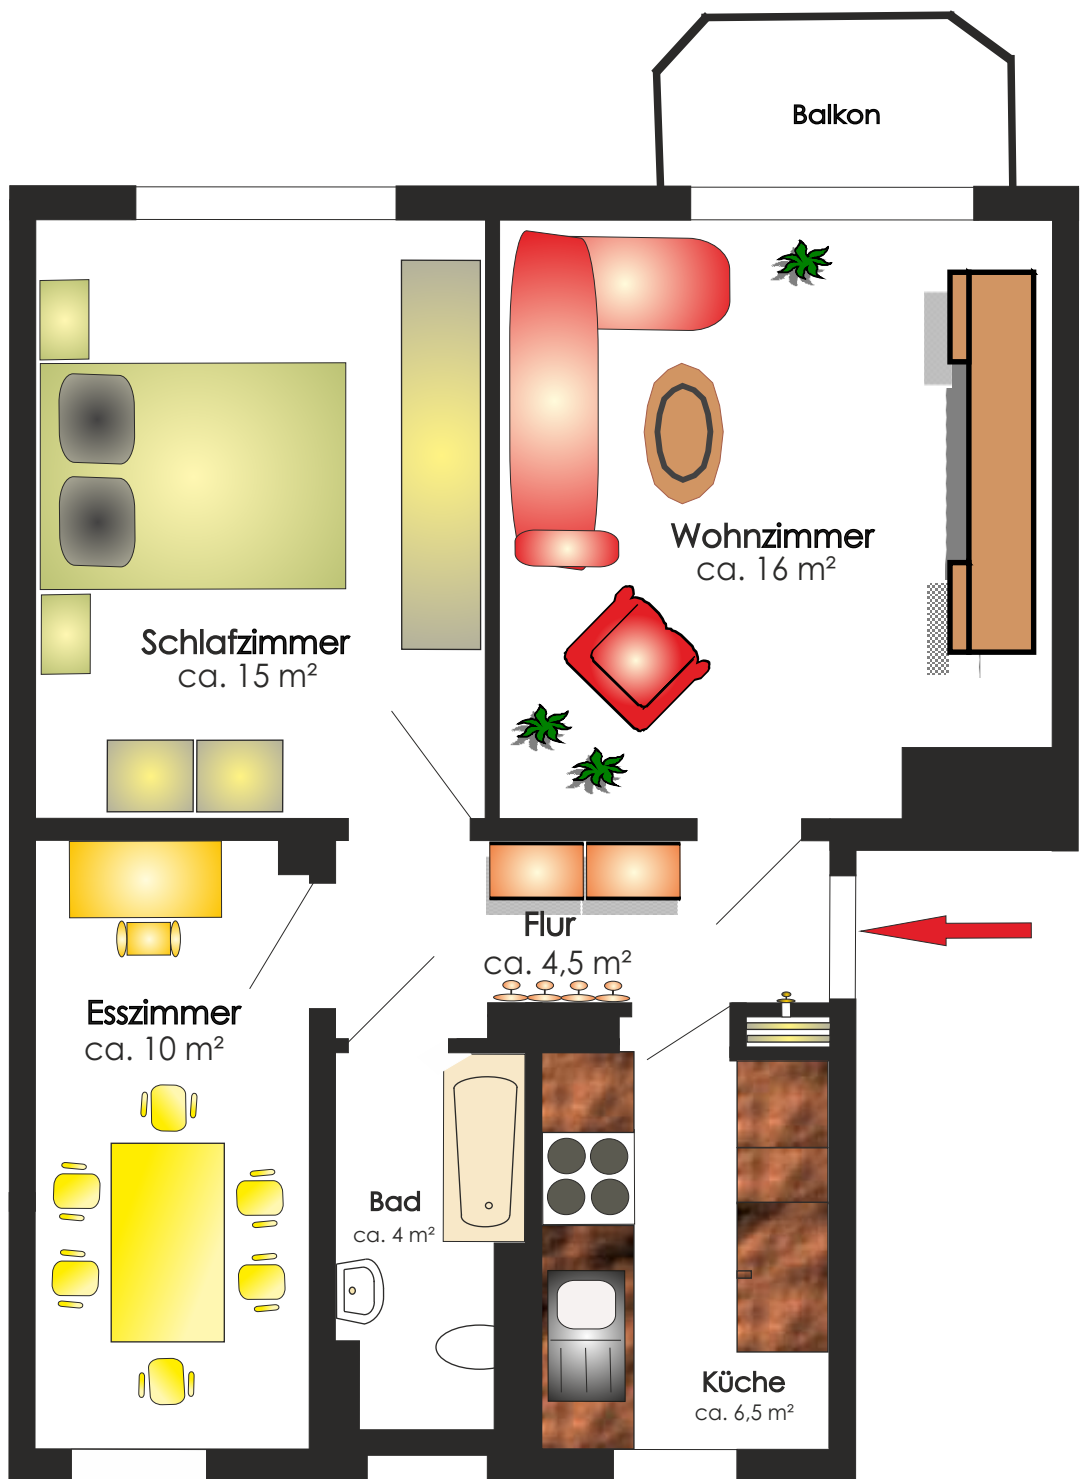 Balkon
Wohnzimmer
ca. 16 m²
Schlafzimmer
ca. 15 m²
Flur
ca. 4,5 m²
Esszimmer
ca. 10 m²
Bad
ca. 4 m²
Küche
ca. 6,5 m²